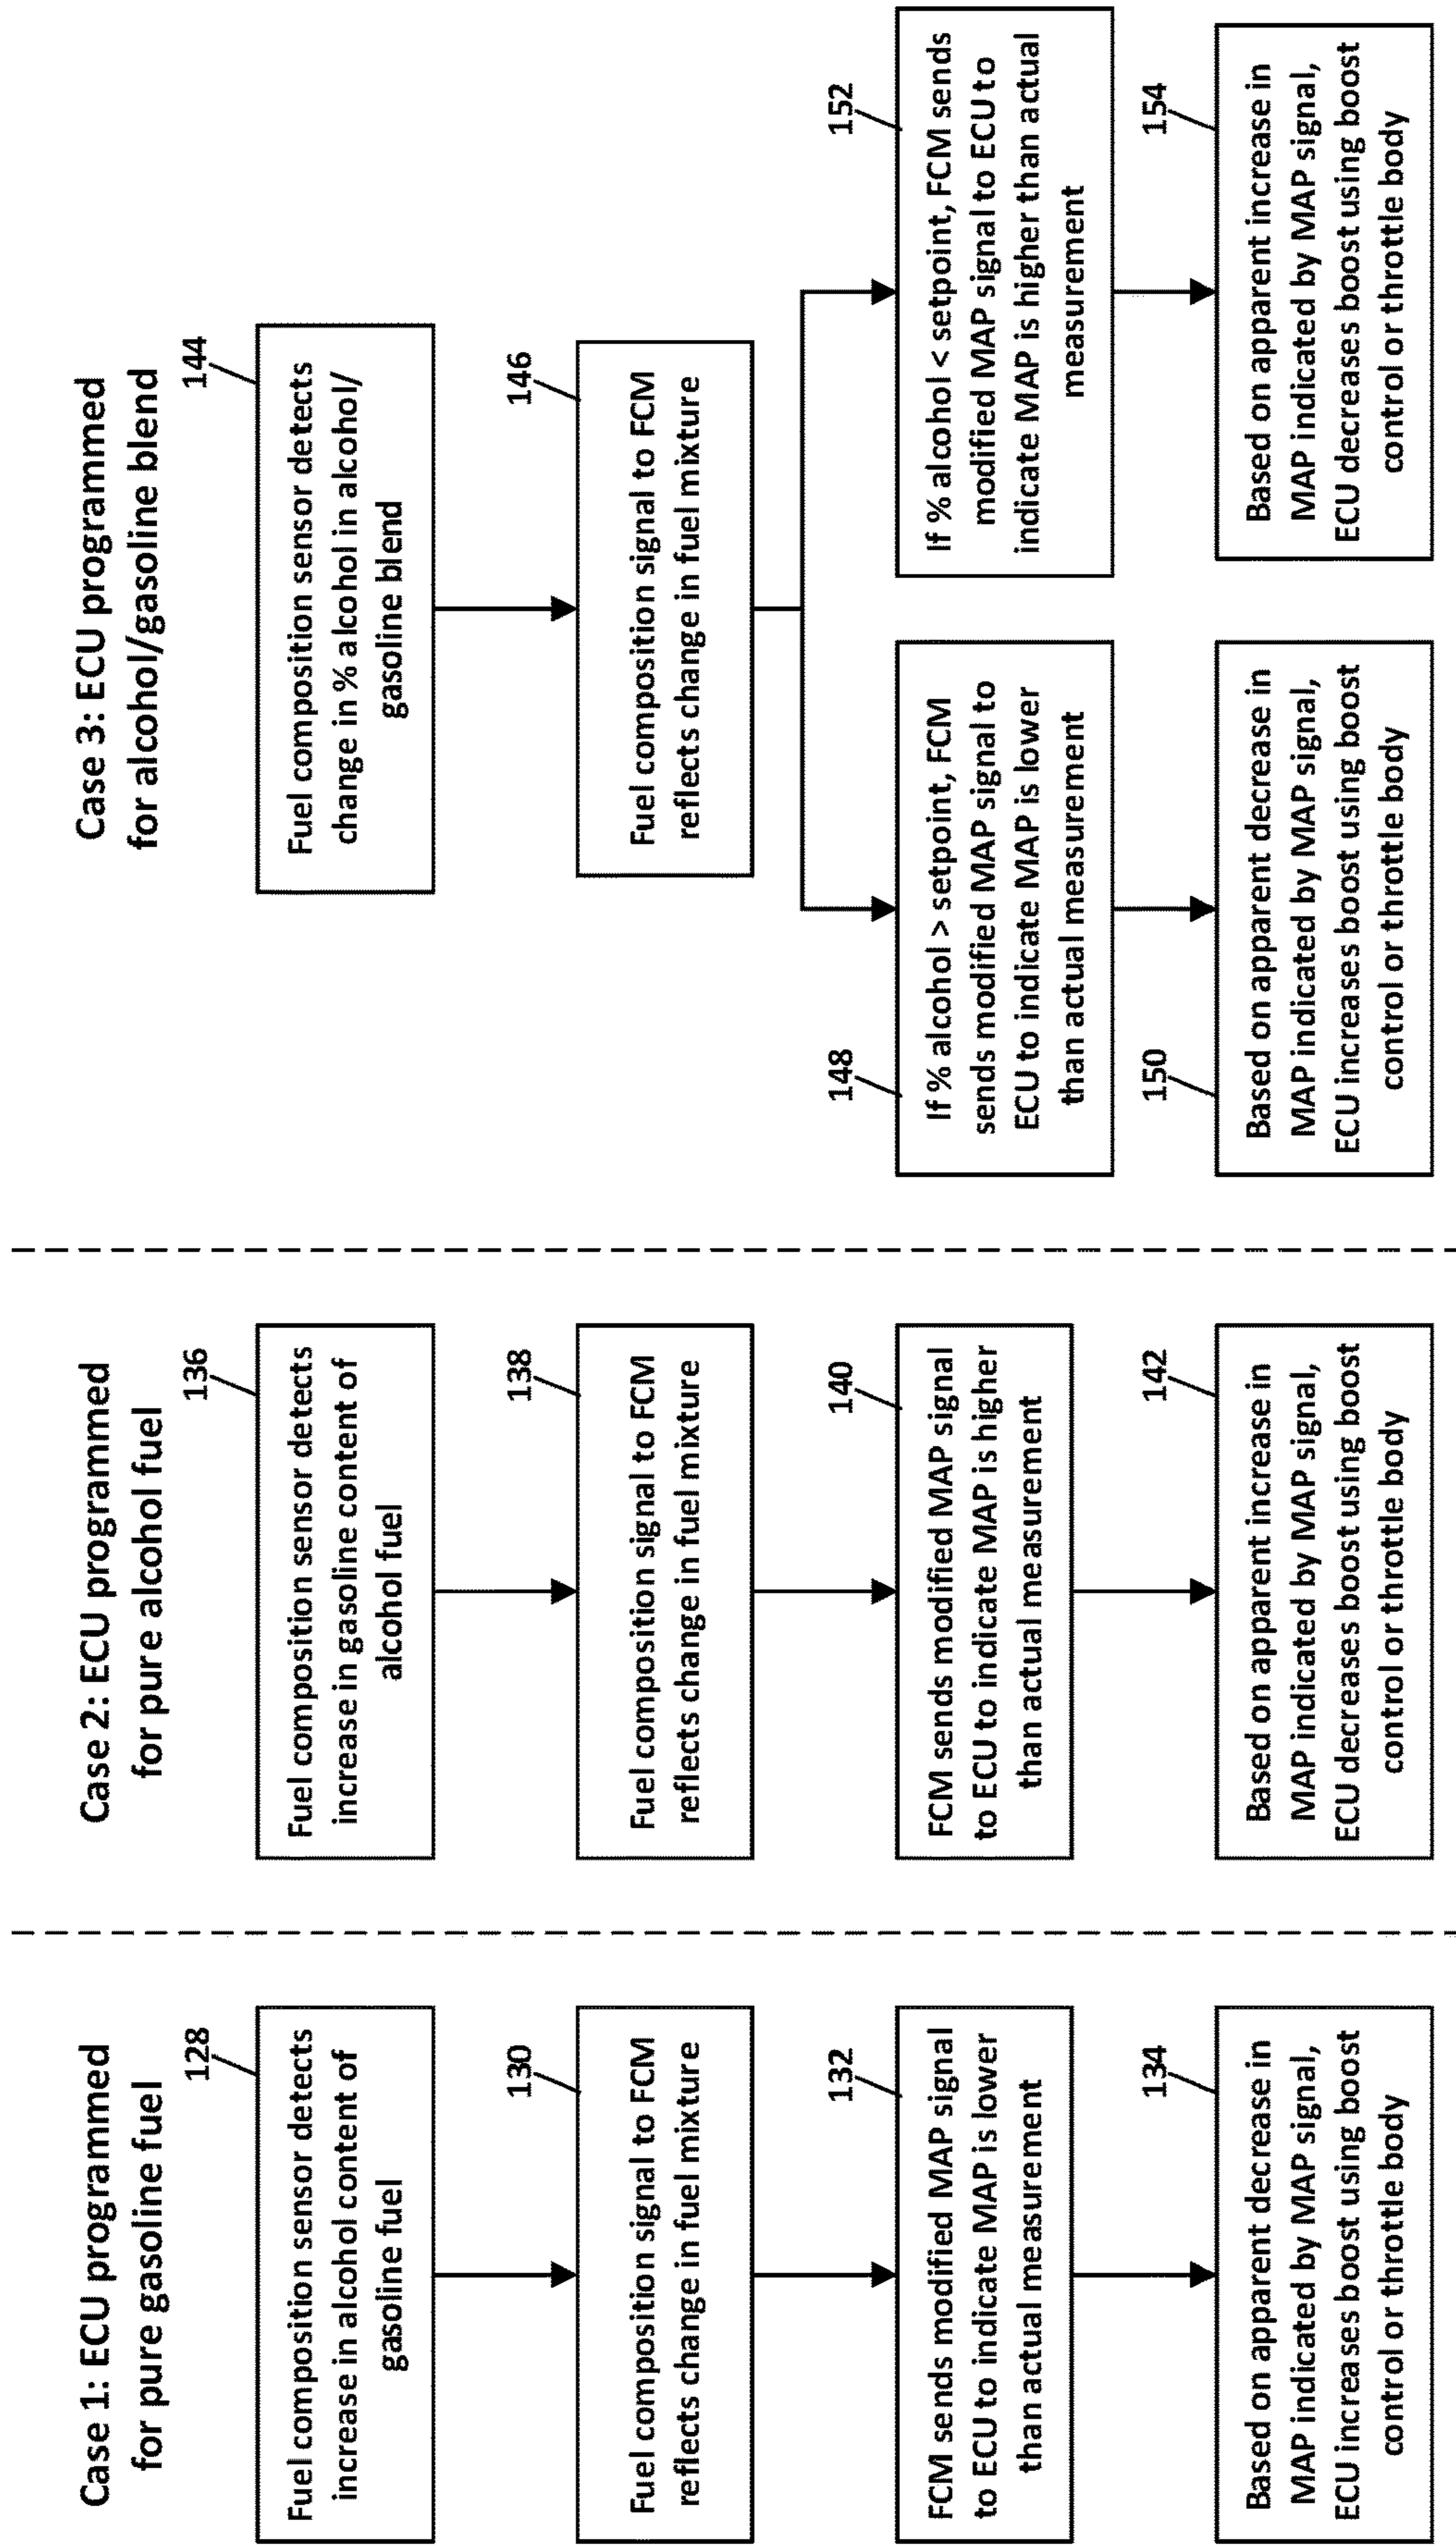 Case 1: ECU programmed
for pure gasoline fuel
128
Fuel composition sensor detects
increase in alcohol content of
gasoline fuel
130
Fuel composition signal to FCM
reflects change in fuel mixture
132
FCM sends modified MAP signal
to ECU to indicate MAP is lower
than actual measurement
134
Based on apparent decrease in
MAP indicated by MAP signal,
ECU increases boost using boost
control or throttle body
Case 2: ECU programmed
for pure alcohol fuel
136
Fuel composition sensor detects
increase in gasoline content of
alcohol fuel
138
Fuel composition signal to FCM
reflects change in fuel mixture
140
FCM sends modified MAP signal
to ECU to indicate MAP is higher
than actual measurement
142
Based on apparent increase in
MAP indicated by MAP signal,
ECU decreases boost using boost
control or throttle body
Case 3: ECU programmed
for alcohol/gasoline blend
144
Fuel composition sensor detects
change in % alcohol in alcohol/
gasoline blend
146
Fuel composition signal to FCM
reflects change in fuel mixture
148
If % alcohol > setpoint, FCM
sends modified MAP signal to
ECU to indicate MAP is lower
than actual measurement
150
Based on apparent decrease in
MAP indicated by MAP signal,
ECU increases boost using boost
control or throttle body
152
If % alcohol < setpoint, FCM sends
modified MAP signal to ECU to
indicate MAP is higher than actual
measurement
154
Based on apparent increase in
MAP indicated by MAP signal,
ECU decreases boost using boost
control or throttle body